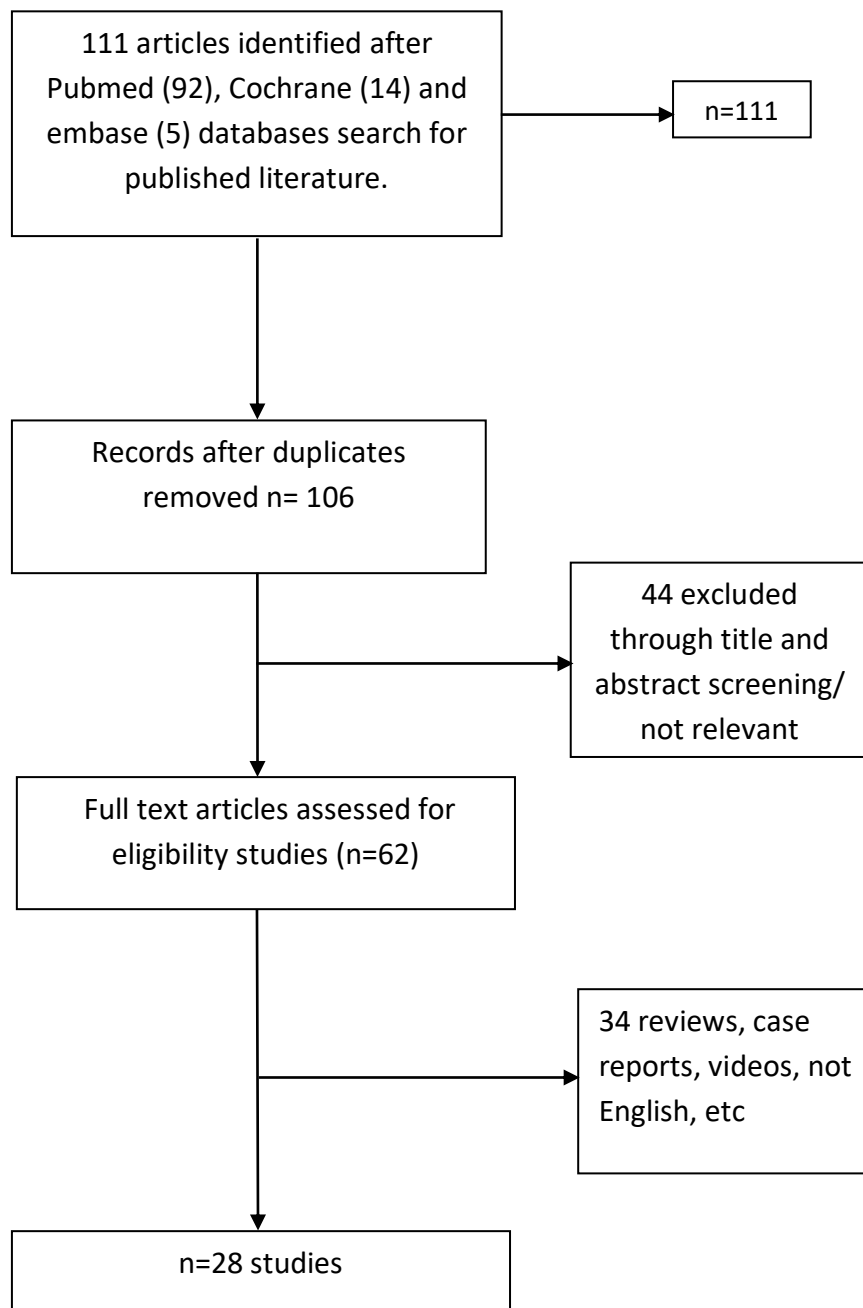 111 articles identified after
Pubmed (92), Cochrane (14) and
embase (5) databases search for
published literature.
n=111
Records after duplicates
removed n= 106
44 excluded
through title and
abstract screening/
not relevant
Full text articles assessed for
eligibility studies (n=62)
34 reviews, case
reports, videos, not
English, etc
n=28 studies